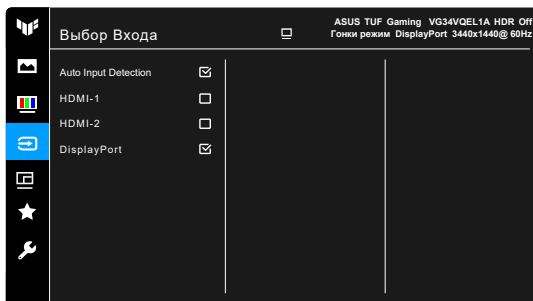 ASUS TUF Gaming VG34VQEL1A HDR Off
Выбор Входа
Гонки режим DisplayPort 3440x1440@ 60Hz
Auto Input Detection
HDMI-1
HDMI-2
DisplayPort